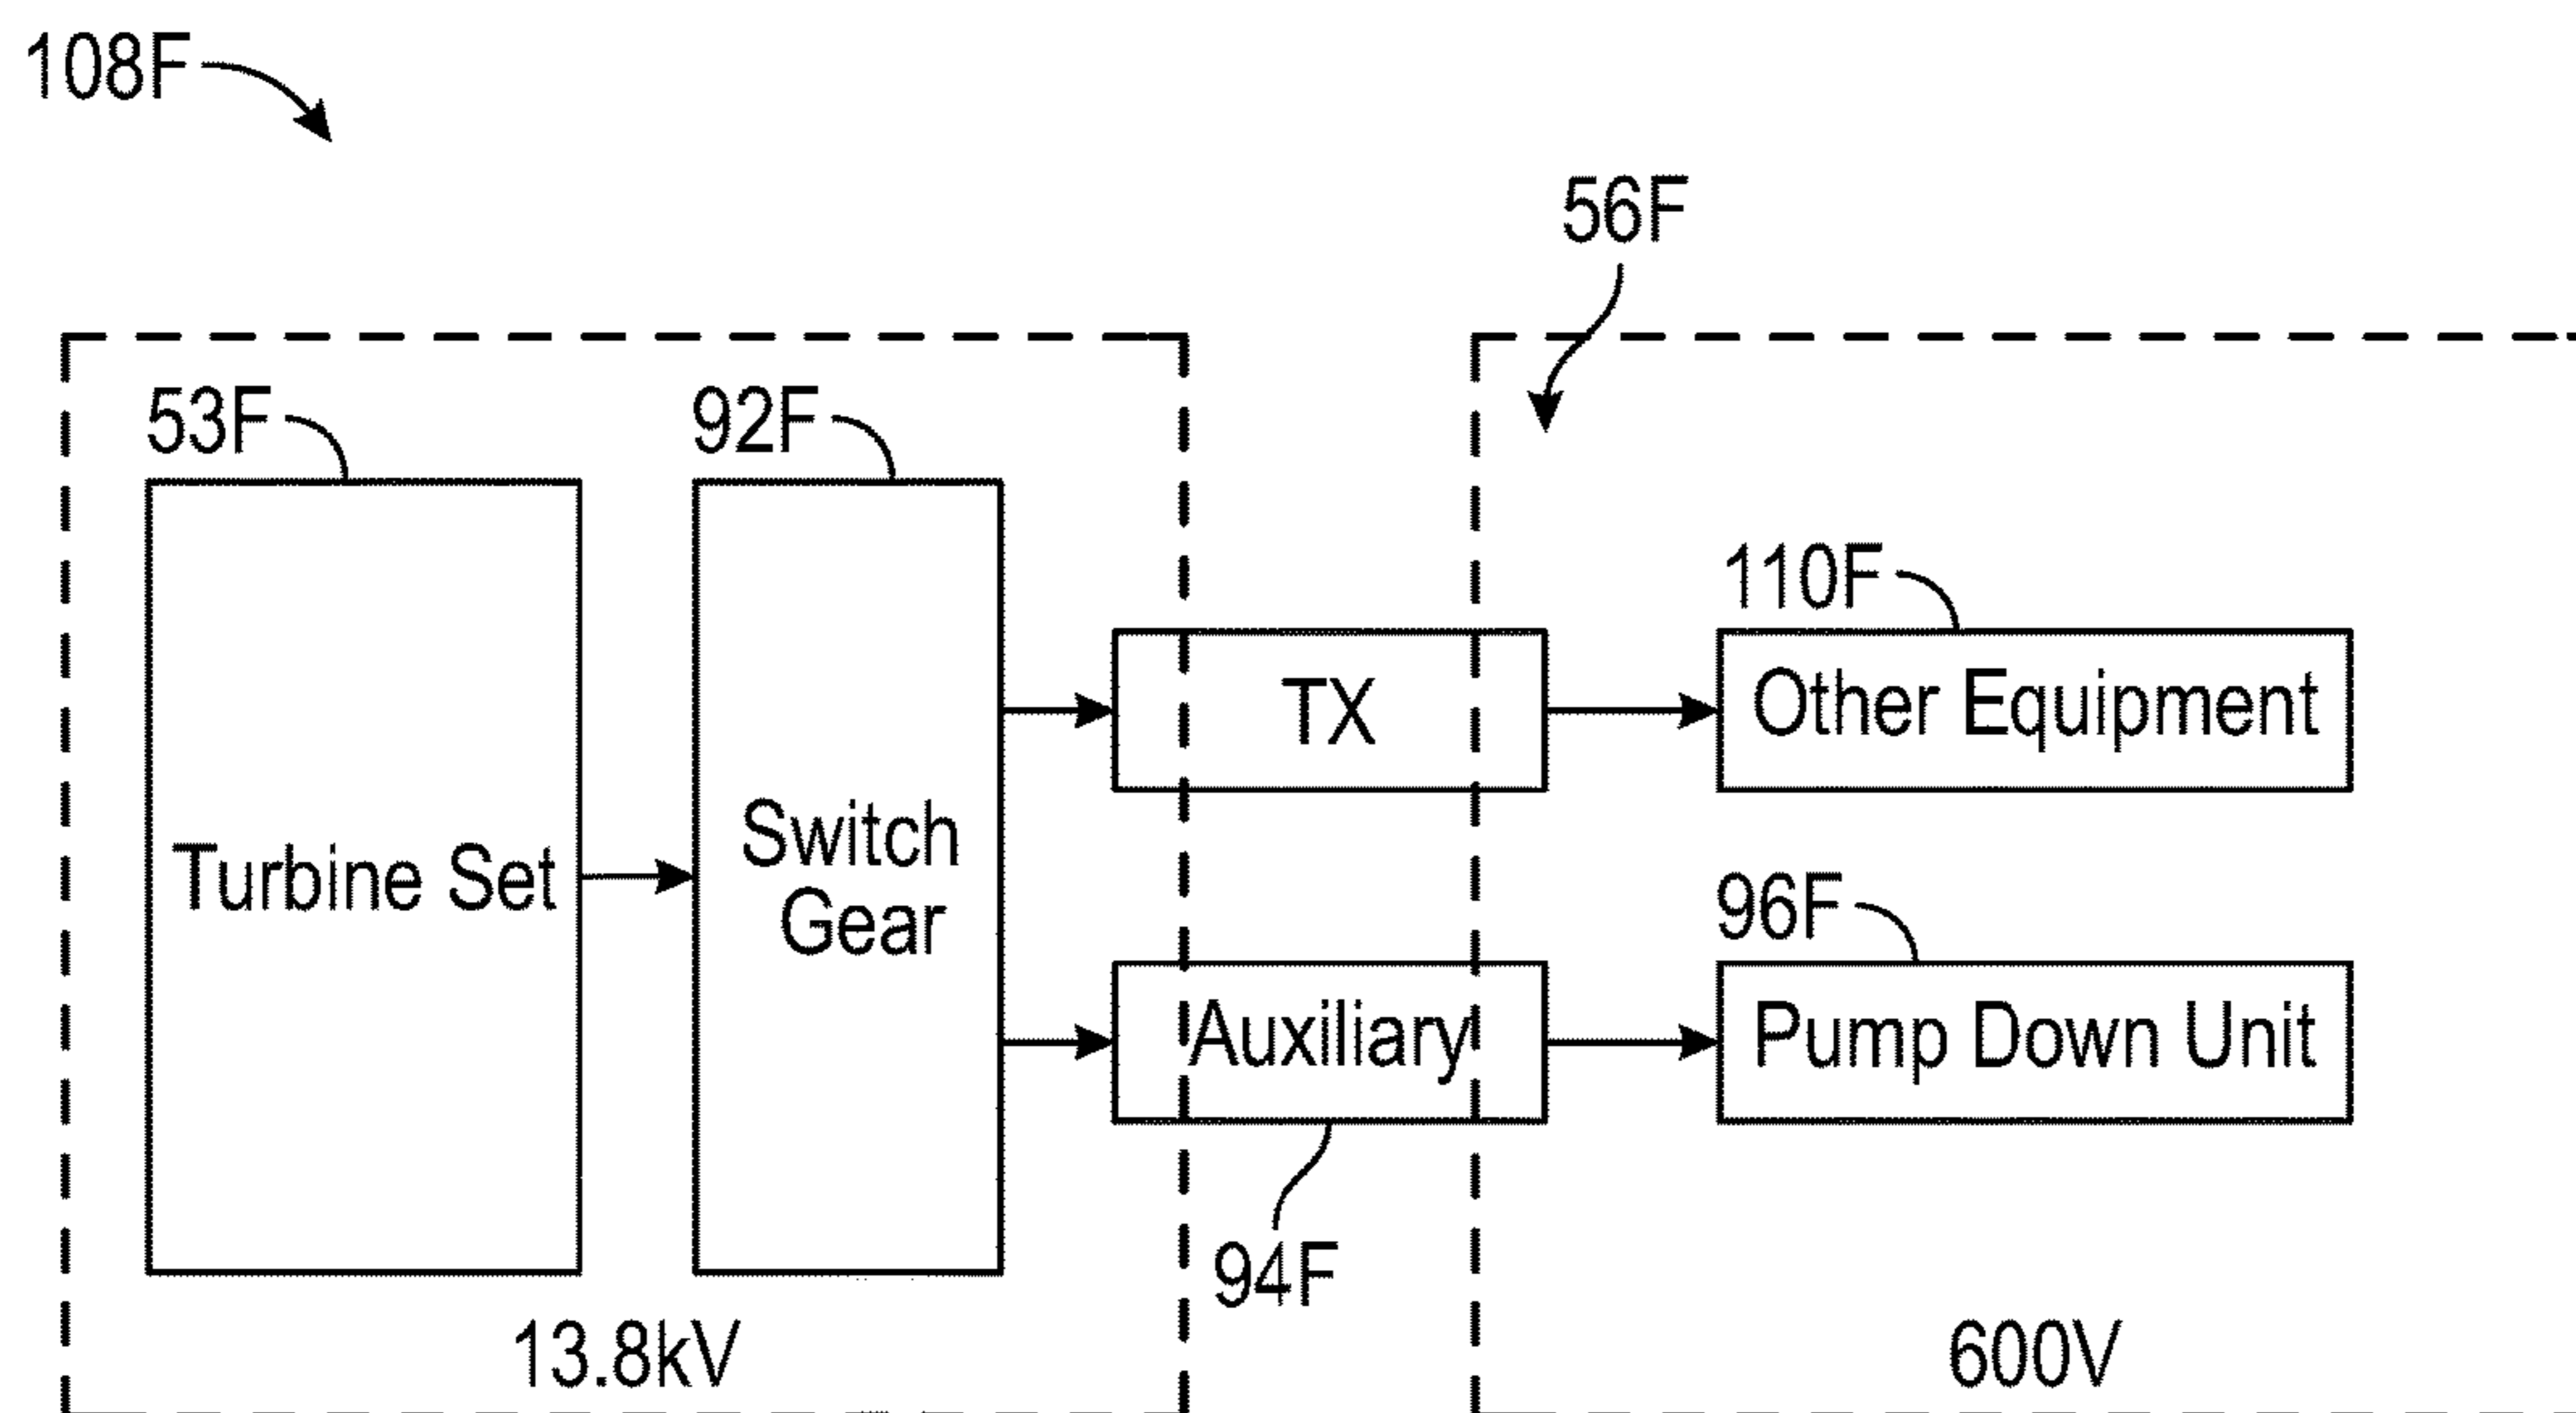 108F
56F
53F
92F
110F
TX
Other Equipment
Switch
Gear
Turbine Set
96F
Auxiliary
Pump Down Unit
94F
13.8kV
600V